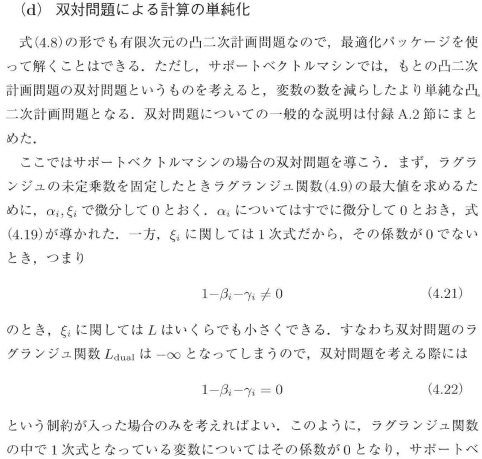 (d) 双対問題による計算の単純化
式(4.8)の形でも有限次元の凸二次計画問題なので，最適化パッケージを使
って解くことはできる．ただし，サポートベクトルマシンでは，もとの凸二次
計画問題の双対問題というものを考えると，変数の数を減らしたより単純な凸
二次計画問題となる．双対問題についての一般的な説明は付録 A.2 節にまと
めた．
ここではサポートベクトルマシンの場合の双対問題を導こう．まず，ラグラ
ンジュの未定乗数を固定したときラグランジュ関数(4.9)の最大値を求めるた
めに，αi, ξi で微分して 0 とおく．αi についてはすでに微分して 0 とおき，式
(4.19)が導かれた．一方，ξi に関しては 1 次式だから，その係数が 0 でない
とき，つまり
1−βi−γi ≠ 0 (4.21)
のとき，ξi に関しては L はいくらでも小さくできる．すなわち双対問題のラ
グランジュ関数 Ldual は −∞ となってしまうので，双対問題を考える際には
1−βi−γi = 0 (4.22)
という制約が入った場合のみを考えればよい．このように，ラグランジュ関数
の中で 1 次式となっている変数についてはその係数が 0 となり，サポートベ